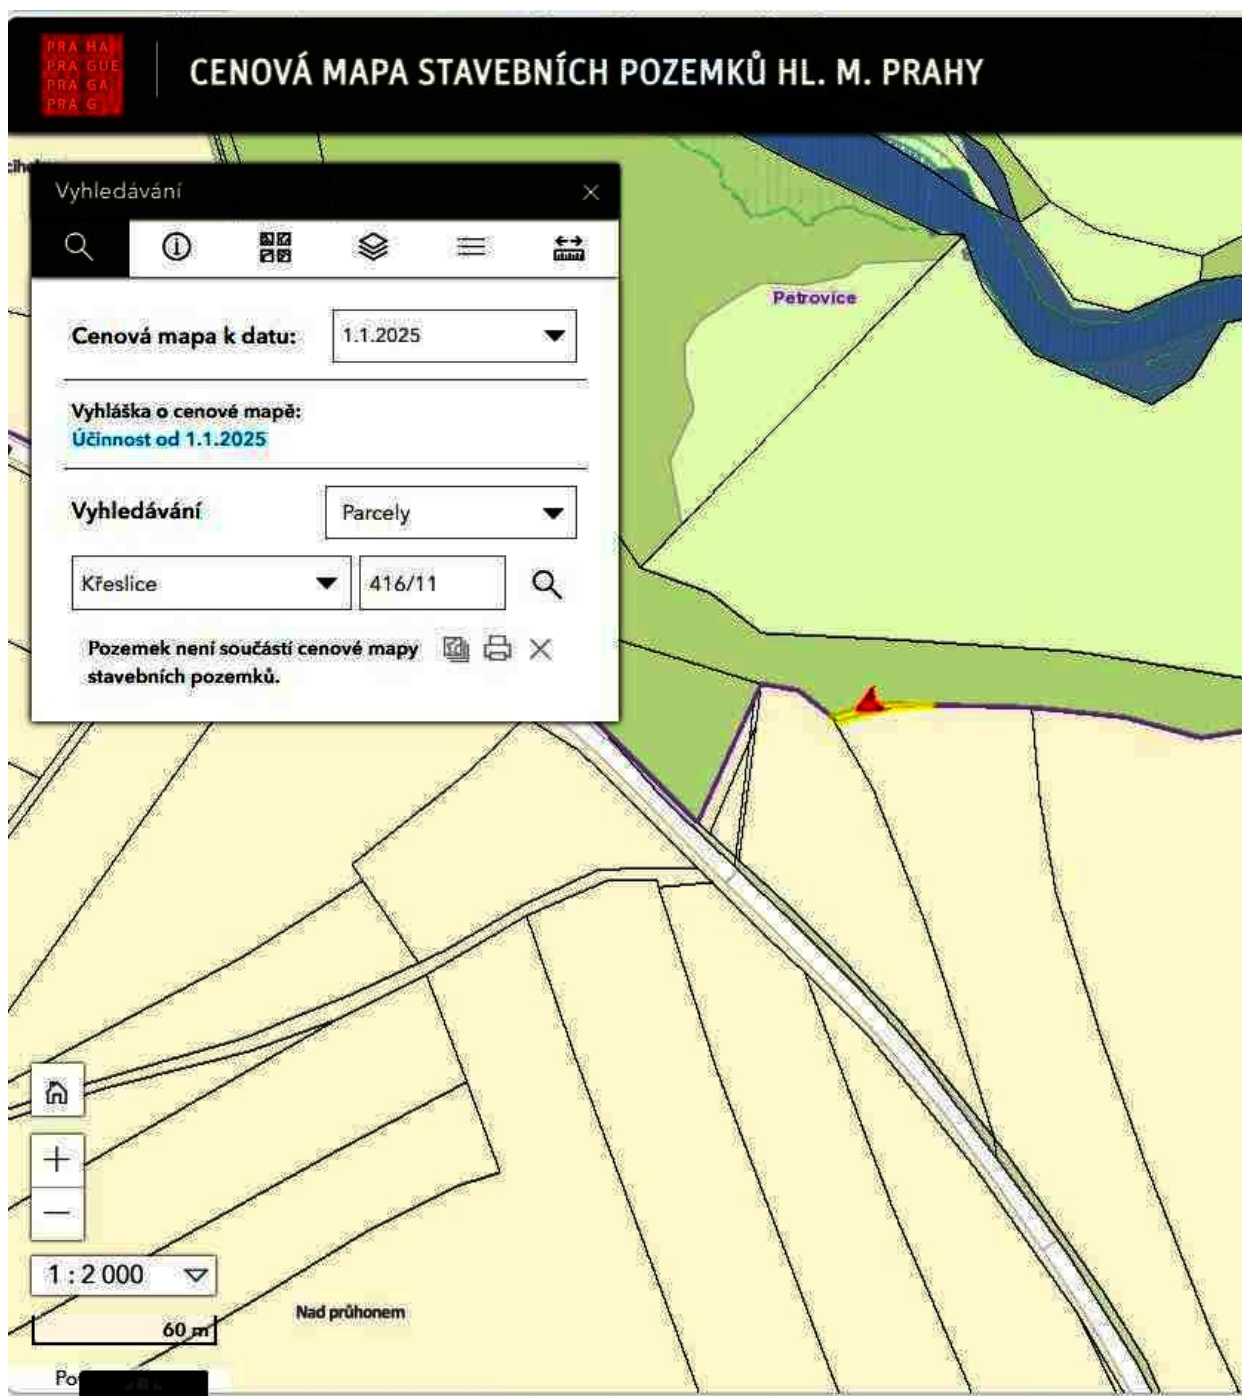 PRA HA
PRA GUE
PRA GA
PRA G
CENOVÁ MAPA STAVEBNÍCH POZEMKŮ HL. M. PRAHY
Vyhledávání
Cenová mapa k datu:
1.1.2025
Vyhláška o cenové mapě:
Účinnost od 1.1.2025
Vyhledávání
Parcely
Křeslice
416/11
Pozemek není součástí cenové mapy
stavebních pozemků.
Petrovice
1 : 2 000
60 m
Nad průhonem